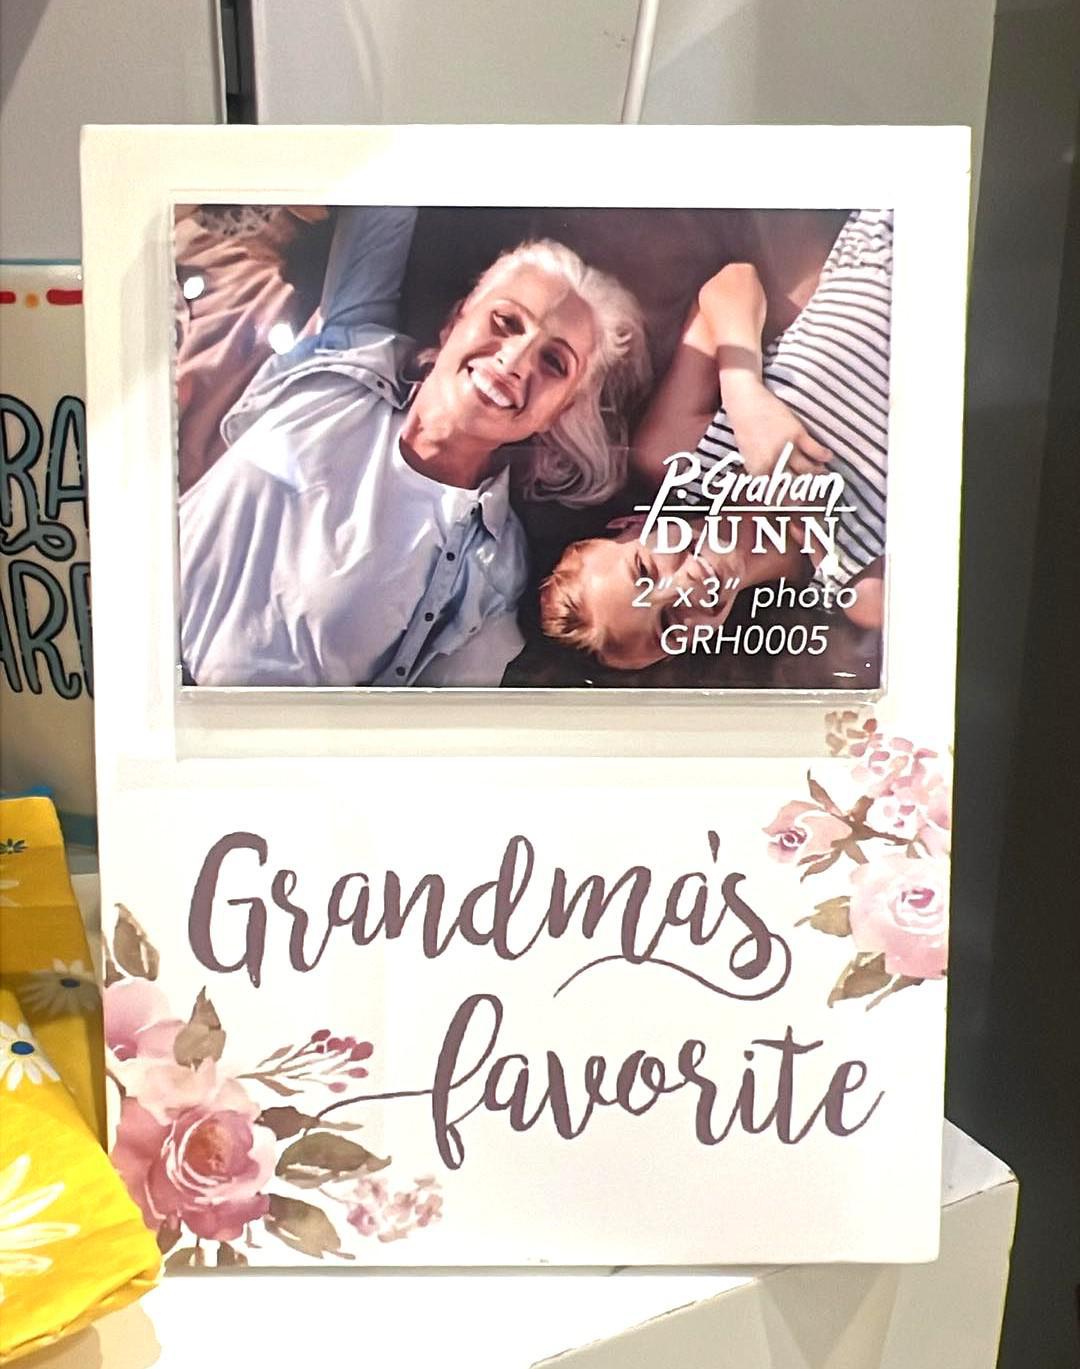 P. Graham
DUNN
2"x3" photo
GRH0005
Grandma's
favorite